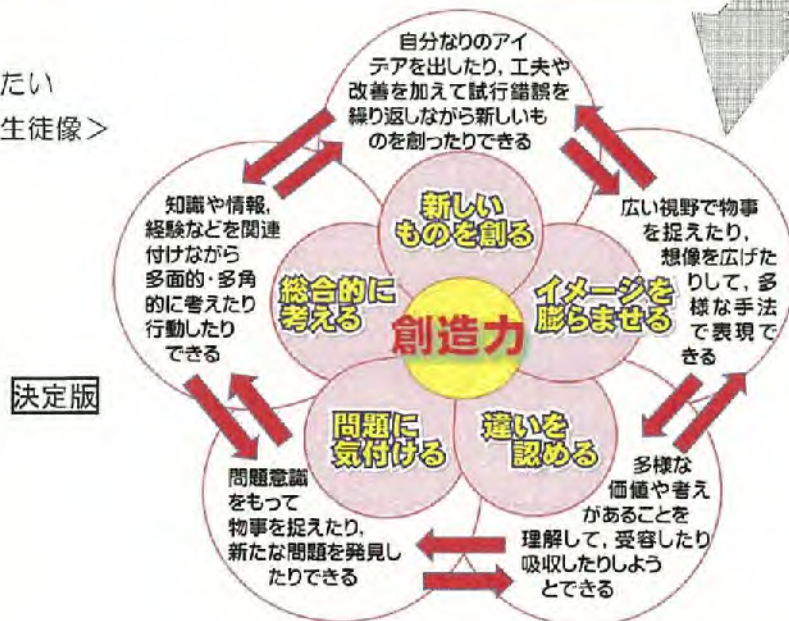 たい
生徒像＞
決定版
自分なりのアイ
デアを出したり，工夫や
改善を加えて試行錯誤を
繰り返しながら新しいも
のを創ったりできる
新しい
ものを創る
知識や情報，
経験などを関連
付けながら
多面的・多角
的に考えたり
行動したり
できる
総合的に
考える
広い視野で物事
を捉えたり，
想像を広げた
りして，多
様な手法
で表現で
きる
イメージを
膨らませる
創造力
問題に
気付ける
問題意識
をもって
物事を捉えたり，
新たな問題を発見し
たりできる
違いを
認める
多様な
価値や考え
があることを
理解して，受容したり
吸収したりしよう
とできる